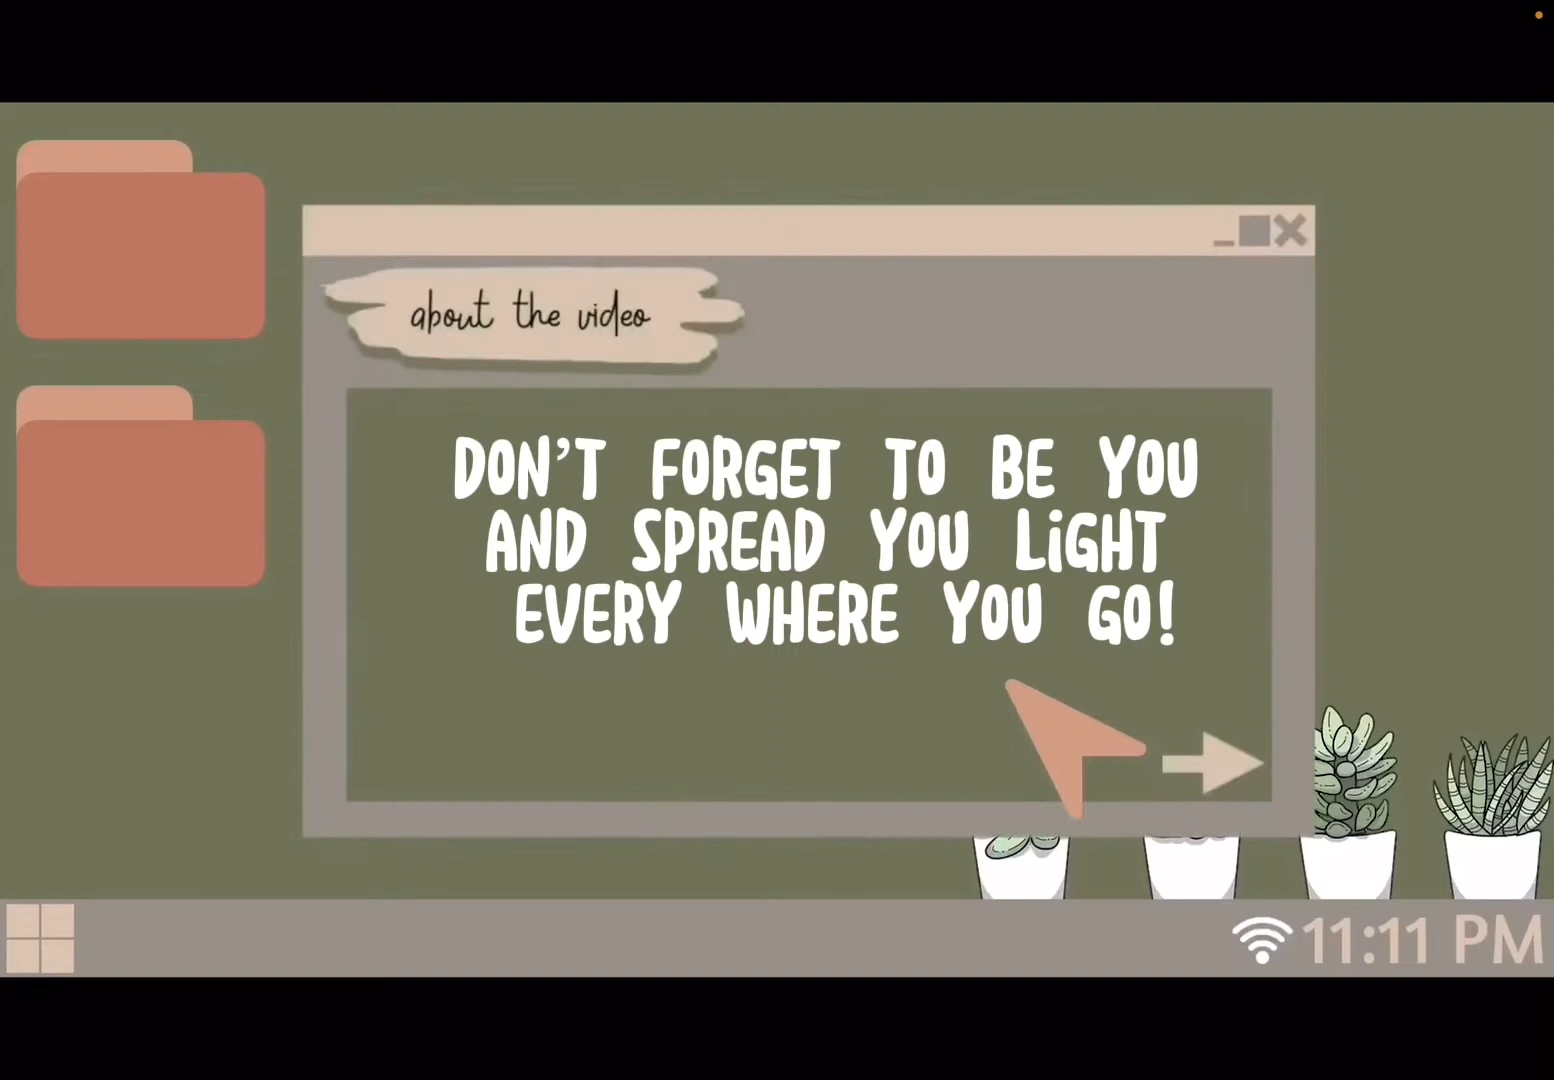 about the video
DON'T FORGET TO BE YOU
AND SPREAD YOU LiGHT
EVERY WHERE YOU GO!
11:11 PM